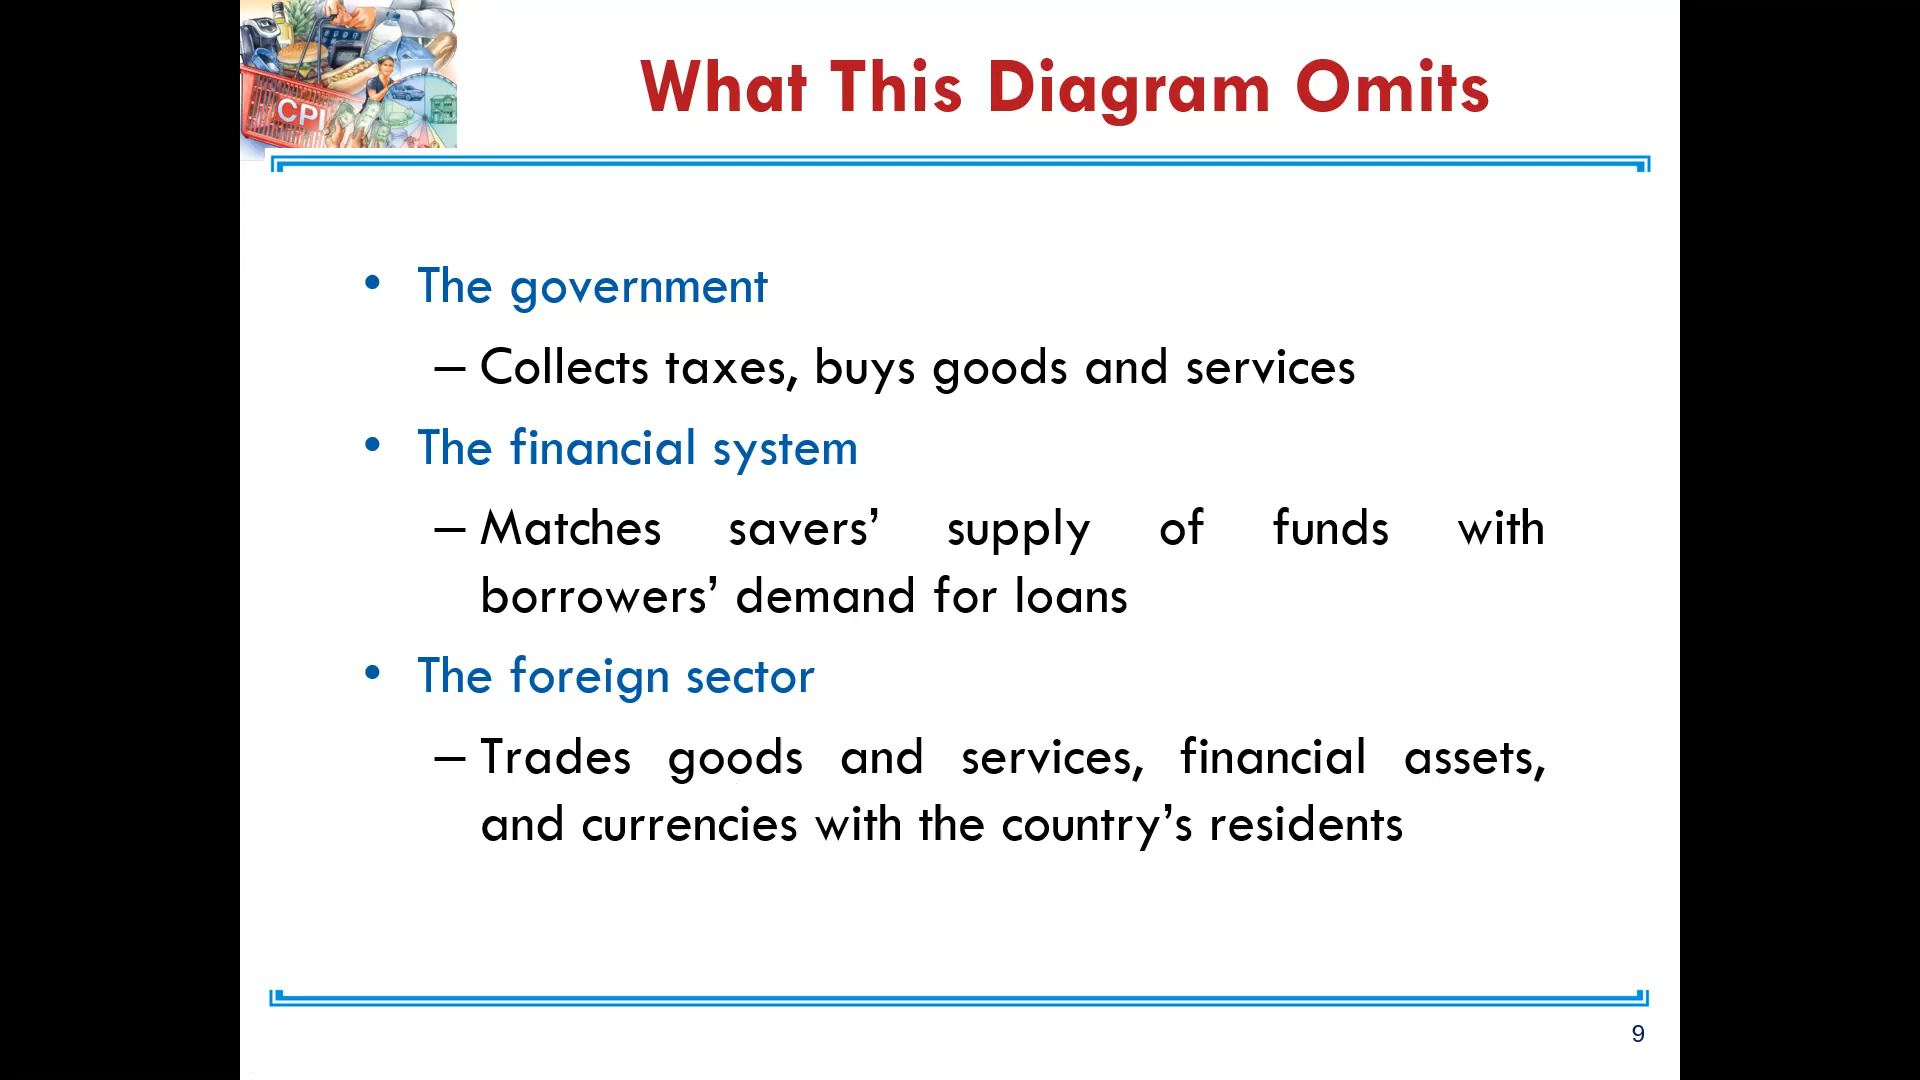 CPI
What This Diagram Omits
• The government
– Collects taxes, buys goods and services
• The financial system
– Matches savers’ supply of funds with
borrowers’ demand for loans
• The foreign sector
– Trades goods and services, financial assets,
and currencies with the country’s residents
9